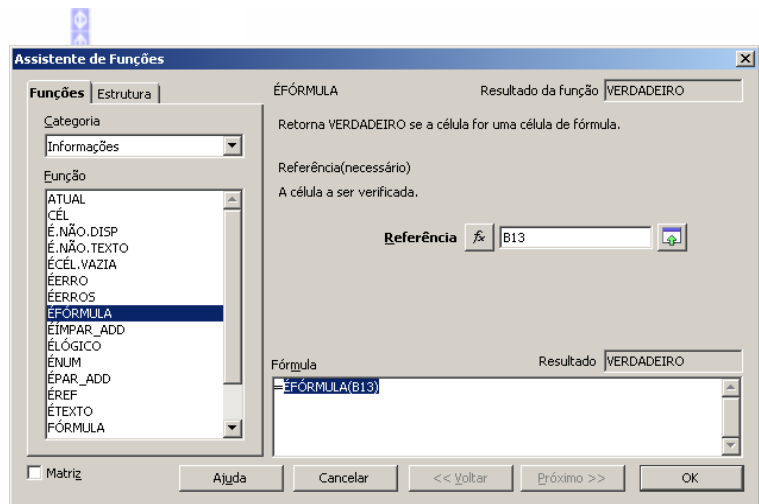 Assistente de Funções
Funções Estrutura
Categoria
Informações
Função
ATUAL
CÉL
É.NÃO.DISP
É.NÃO.TEXTO
ÉCÉL.VAZIA
ÉERRO
ÉERROS
ÉFÓRMULA
ÉÍMPAR_ADD
ÉLÓGICO
ÉNUM
ÉPAR_ADD
ÉREF
ÉTEXTO
FÓRMULA
ÉFÓRMULA Resultado da função VERDADEIRO
Retorna VERDADEIRO se a célula for uma célula de fórmula.
Referência(necessário)
A célula a ser verificada.
Referência fx B13
Fórmula Resultado VERDADEIRO
=ÉFÓRMULA(B13)
Matriz Ajuda Cancelar << Voltar Próximo >> OK